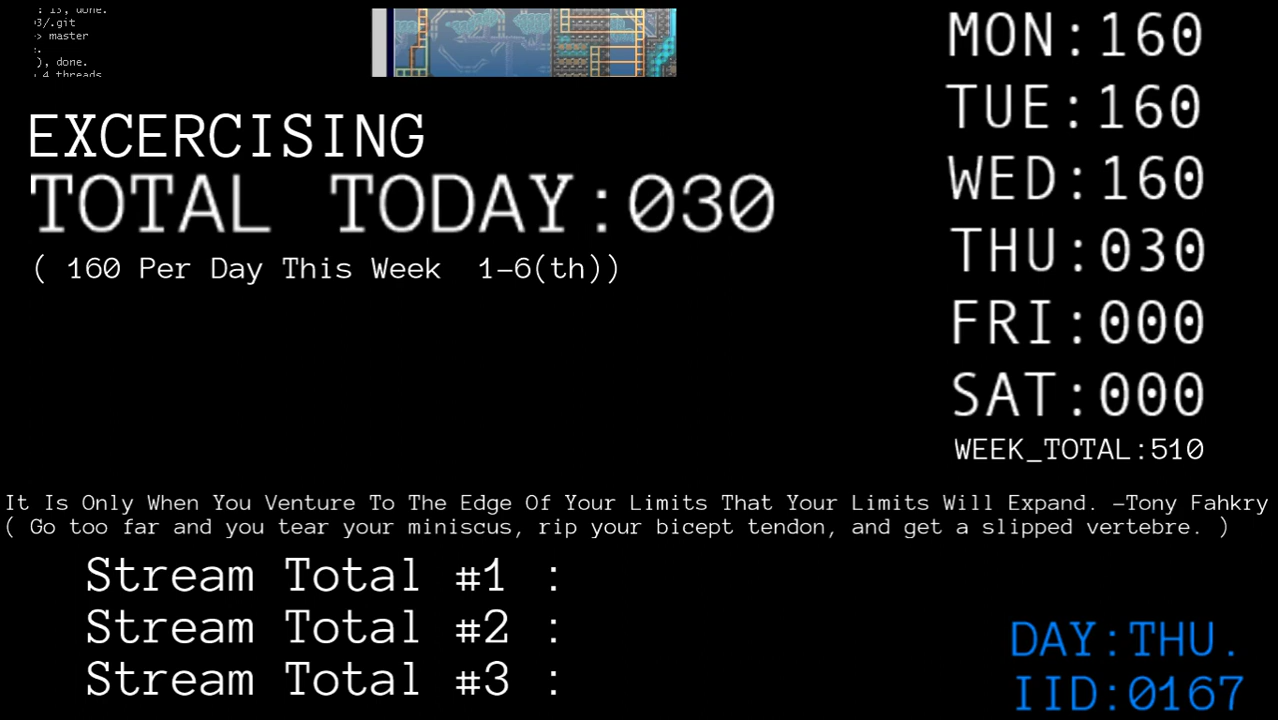 : 13, done.
3/.git
-> master
.
), done.
4 threads
EXCERCISING
TOTAL TODAY:030
( 160 Per Day This Week 1-6(th))
MON:160
TUE:160
WED:160
THU:030
FRI:000
SAT:000
WEEK_TOTAL:510
It Is Only When You Venture To The Edge Of Your Limits That Your Limits Will Expand. -Tony Fahkry
( Go too far and you tear your miniscus, rip your bicept tendon, and get a slipped vertebre. )
Stream Total #1 :
Stream Total #2 :
Stream Total #3 :
DAY:THU.
IID:0167